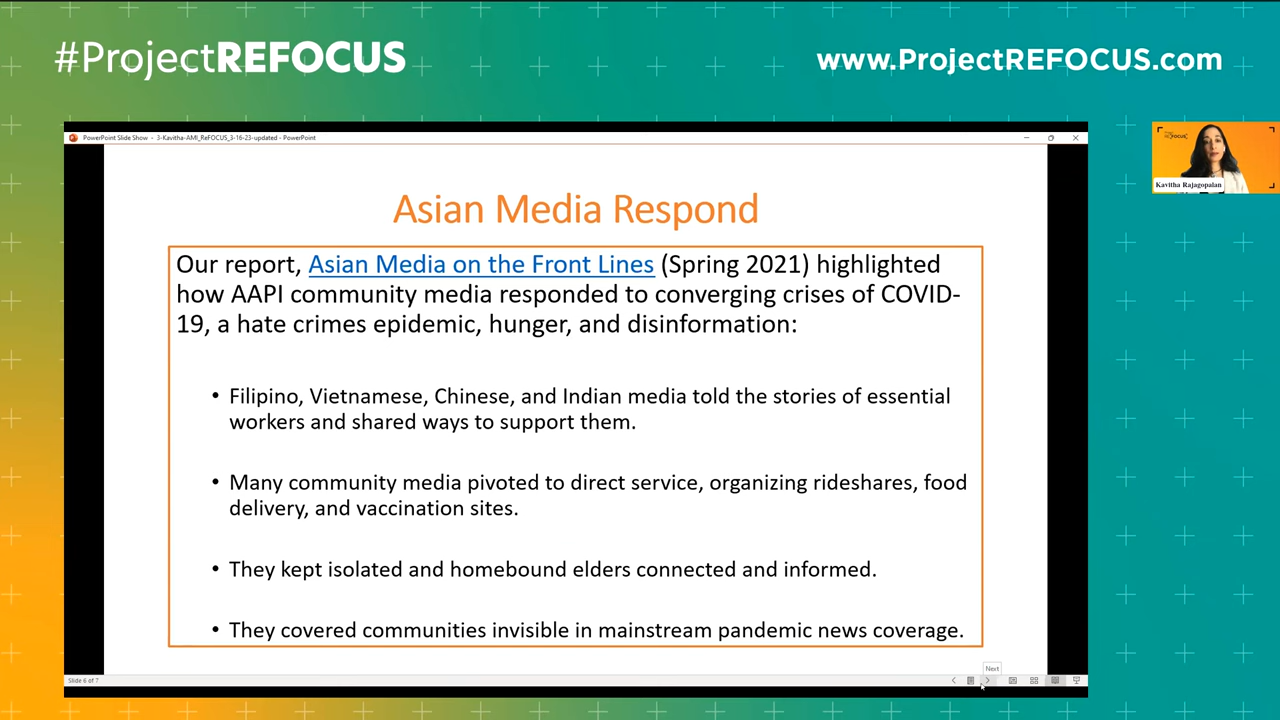 #ProjectREFOCUS
www.ProjectREFOCUS.com
PowerPoint Slide Show - 3-Kavitha-AMI_ReFOCUS_3-16-23-updated - PowerPoint
REFOCUS
Kavitha Rajagopalan
Asian Media Respond
Our report, Asian Media on the Front Lines (Spring 2021) highlighted
how AAPI community media responded to converging crises of COVID-
19, a hate crimes epidemic, hunger, and disinformation:
• Filipino, Vietnamese, Chinese, and Indian media told the stories of essential
workers and shared ways to support them.
• Many community media pivoted to direct service, organizing rideshares, food
delivery, and vaccination sites.
• They kept isolated and homebound elders connected and informed.
• They covered communities invisible in mainstream pandemic news coverage.
Next
Slide 6 of 7